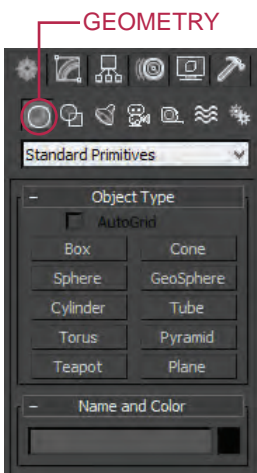 GEOMETRY
Standard Primitives
- Object Type
AutoGrid
Box Cone
Sphere GeoSphere
Cylinder Tube
Torus Pyramid
Teapot Plane
- Name and Color